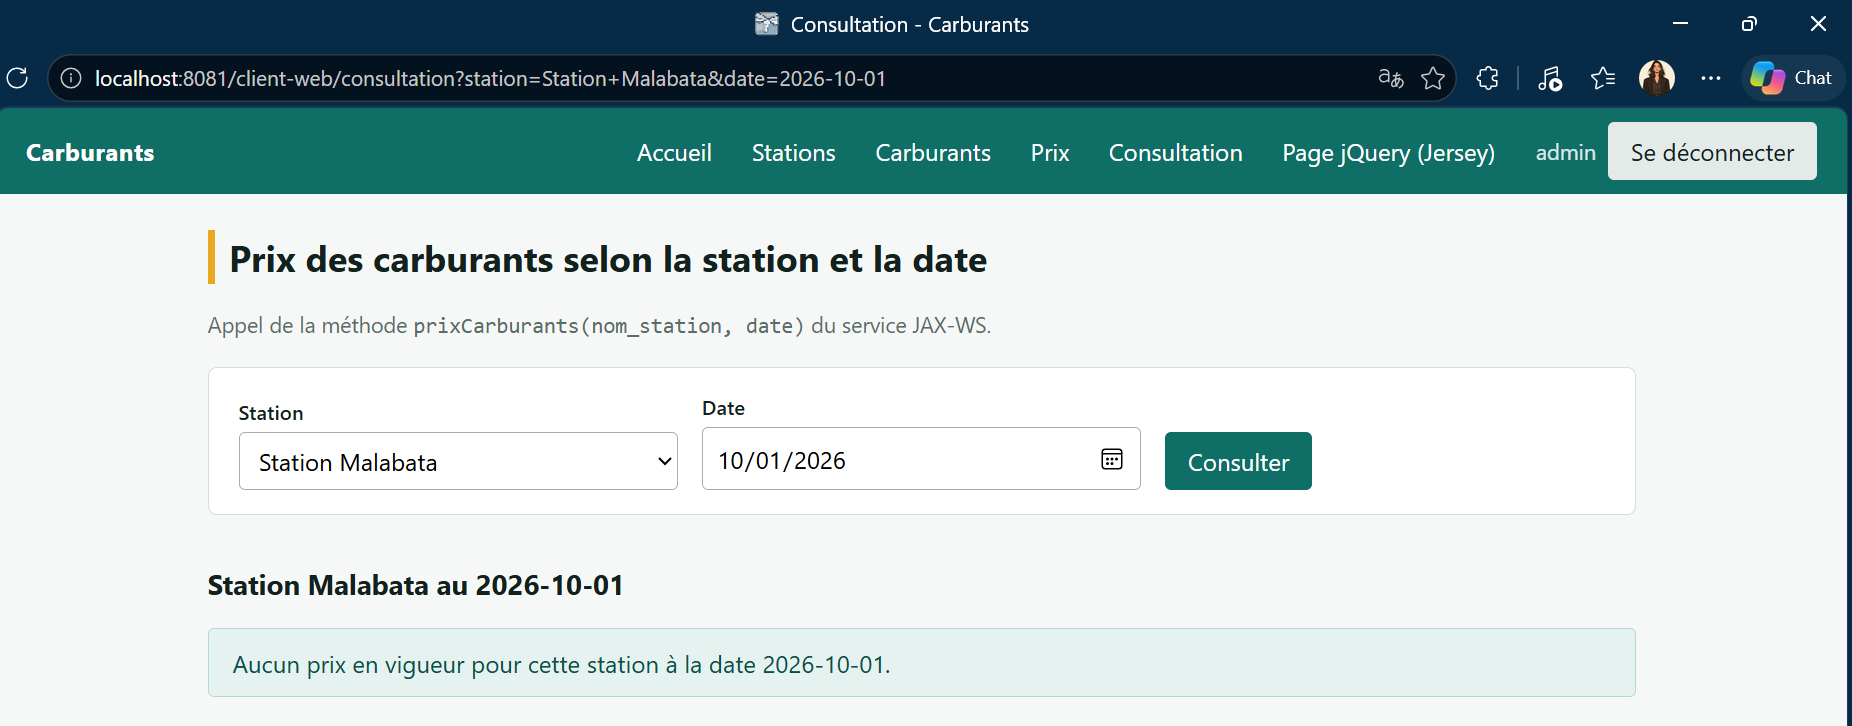 Consultation - Carburants
localhost:8081/client-web/consultation?station=Station+Malabata&date=2026-10-01
Chat
Carburants
Accueil
Stations
Carburants
Prix
Consultation
Page jQuery (Jersey)
admin
Se déconnecter
Prix des carburants selon la station et la date
Appel de la méthode prixCarburants(nom_station, date) du service JAX-WS.
Station
Date
Station Malabata
10/01/2026
Consulter
Station Malabata au 2026-10-01
Aucun prix en vigueur pour cette station à la date 2026-10-01.